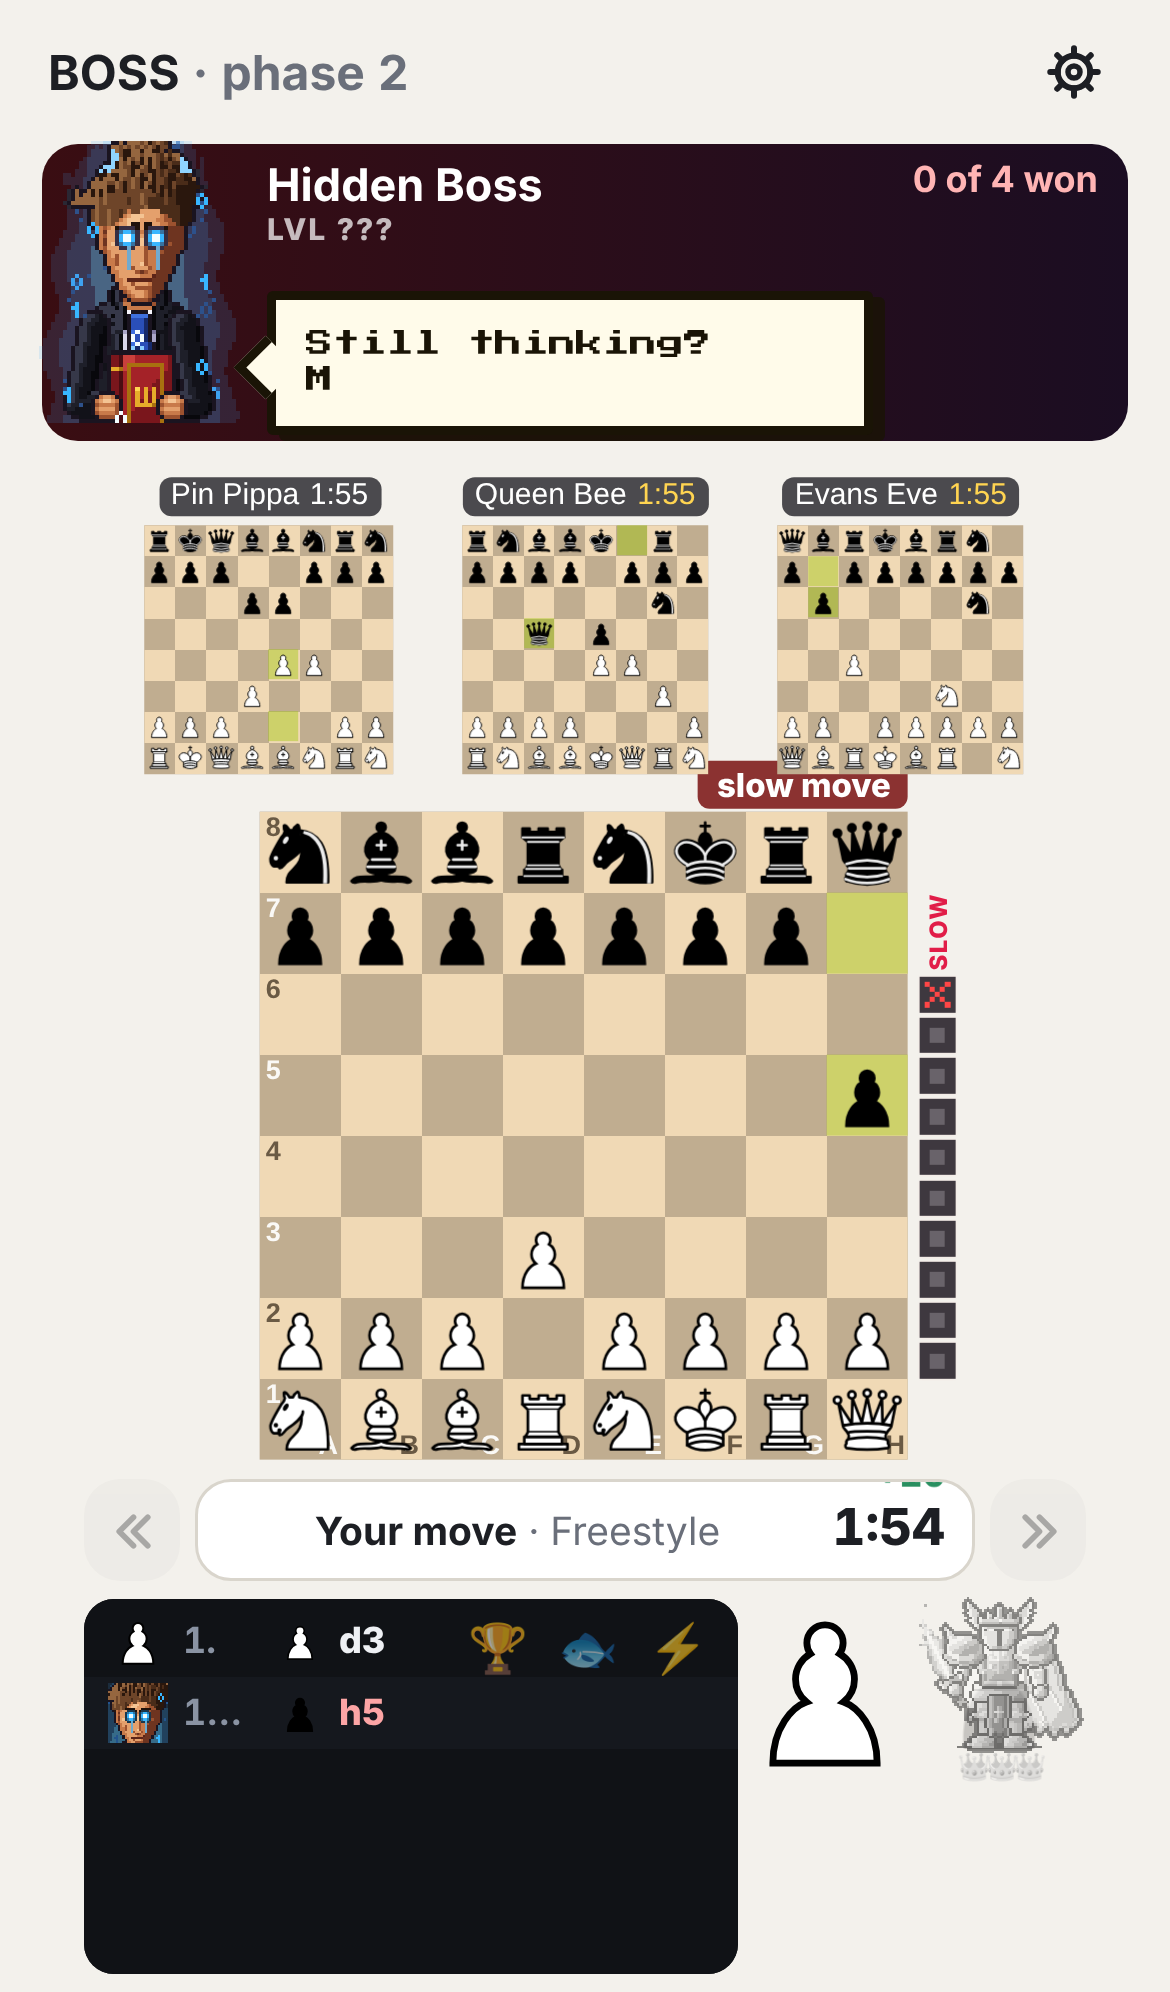 BOSS · phase 2
Hidden Boss
0 of 4 won
LVL ???
Still thinking?
M
Pin Pippa 1:55
Queen Bee 1:55
Evans Eve 1:55
slow move
8
7
SLOW
6
5
4
3
2
1
A B C D E F G H
Your move · Freestyle
1:54
1. d3
1... h5